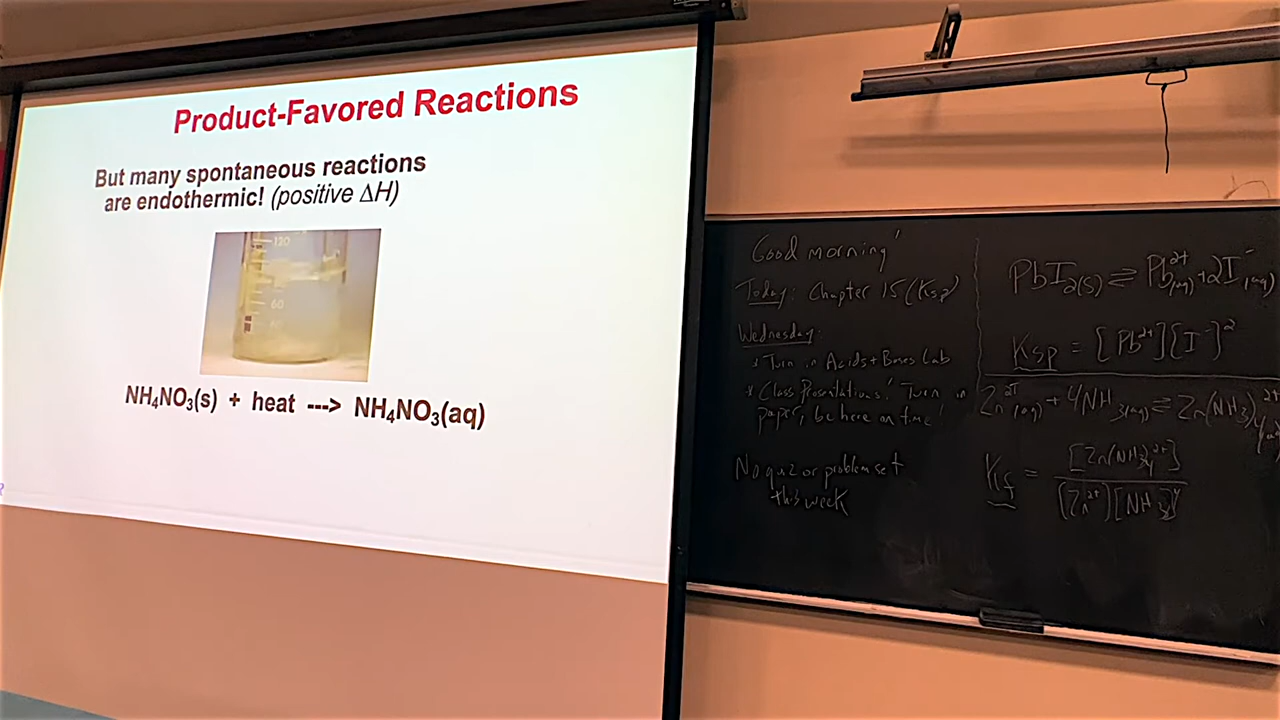 Product-Favored Reactions
But many spontaneous reactions
are endothermic! (positive ΔH)
120
60
NH₄NO₃(s) + heat ---> NH₄NO₃(aq)
Good morning!
Today: Chapter 15 (Ksp)
Wednesday:
* Turn in Acids + Bases Lab
* Class Presentations! Turn in
paper, be here on time!
No quiz or problem set
this week
PbI₂(s) ⇌ Pb²⁺(aq) + 2I⁻(aq)
Ksp = [Pb²⁺][I⁻]²
Zn²⁺(aq) + 4NH₃(aq) ⇌ Zn(NH₃)₄²⁺(aq)
Kf = [Zn(NH₃)₄²⁺]
[Zn²⁺][NH₃]⁴